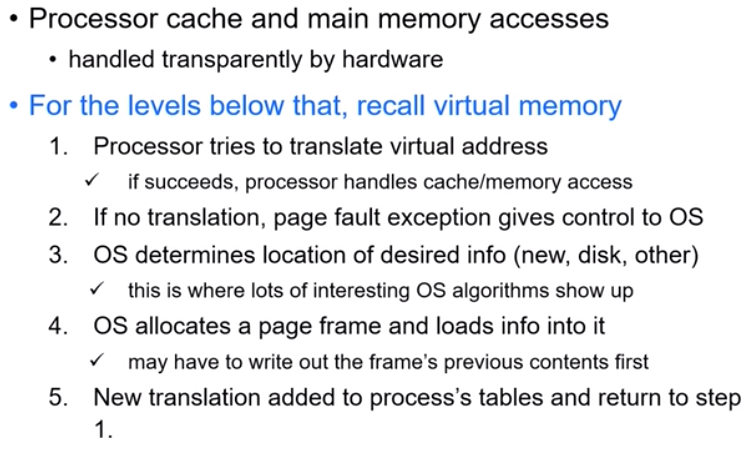 • Processor cache and main memory accesses
• handled transparently by hardware
• For the levels below that, recall virtual memory
1. Processor tries to translate virtual address
✓ if succeeds, processor handles cache/memory access
2. If no translation, page fault exception gives control to OS
3. OS determines location of desired info (new, disk, other)
✓ this is where lots of interesting OS algorithms show up
4. OS allocates a page frame and loads info into it
✓ may have to write out the frame's previous contents first
5. New translation added to process's tables and return to step
1.